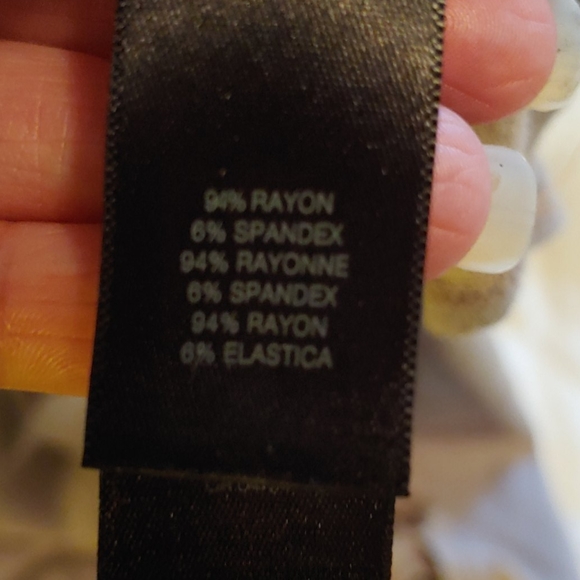 94% RAYON
6% SPANDEX
94% RAYONNE
6% SPANDEX
94% RAYON
6% ELASTICA